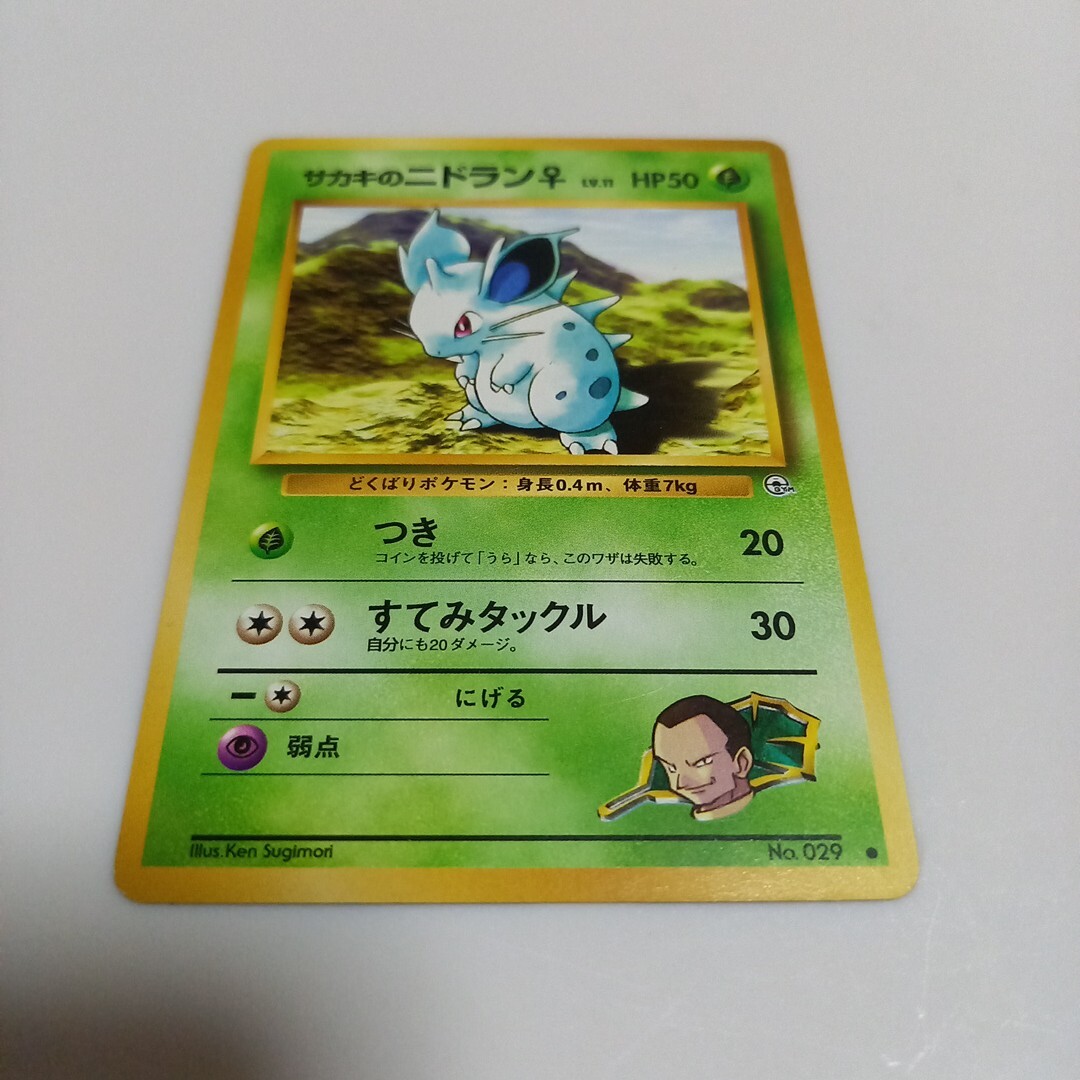 サカキのニドラン♀ LV.11 HP50
どくばりポケモン：身長0.4m、体重7kg
GYM
つき 20
コインを投げて「うら」なら、このワザは失敗する。
すてみタックル 30
自分にも20ダメージ。
ー にげる
弱点
Illus.Ken Sugimori No.029 ●